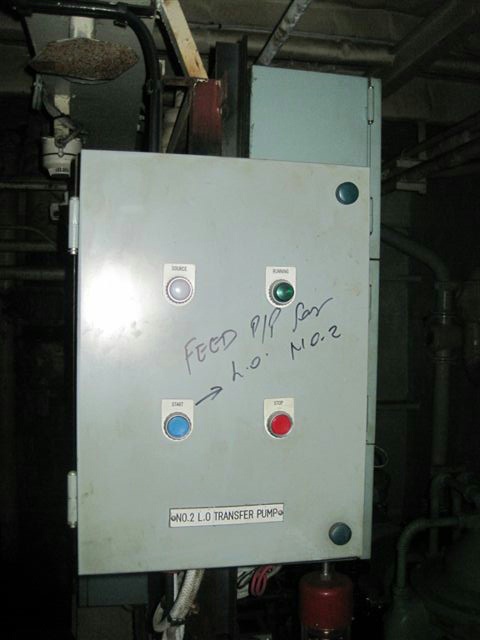 SOURCE
RUNNING
FEED P/P for
L.O. NO.2
START
STOP
NO.2 L.O TRANSFER PUMP